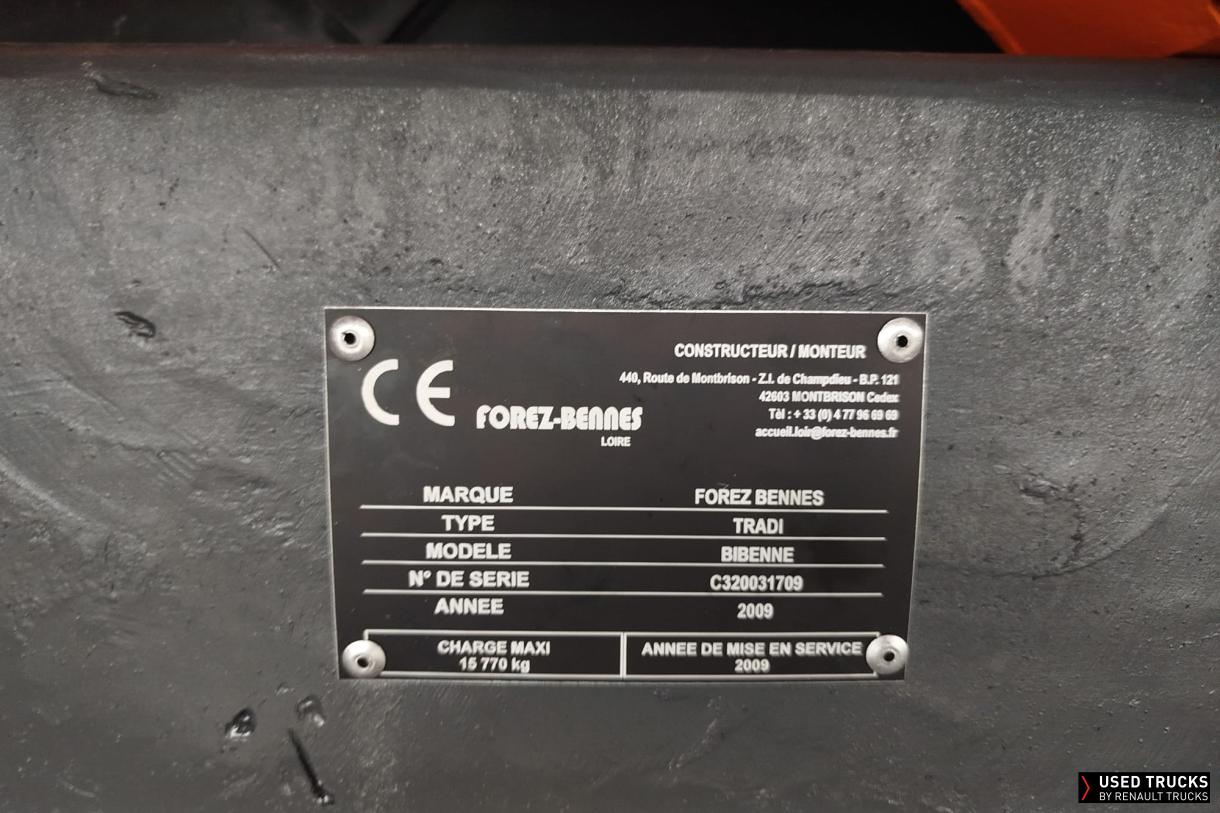 CE
CONSTRUCTEUR / MONTEUR
440, Route de Montbrison - Z.I. de Champdieu - B.P. 121
42603 MONTBRISON Cedex
Tèl : + 33 (0) 4 77 96 69 69
accueil.loir@forez-bennes.fr
FOREZ-BENNES
LOIRE
MARQUE FOREZ BENNES
TYPE TRADI
MODELE BIBENNE
N° DE SERIE C320031709
ANNEE 2009
CHARGE MAXI
15 770 kg
ANNEE DE MISE EN SERVICE
2009
USED TRUCKS
BY RENAULT TRUCKS